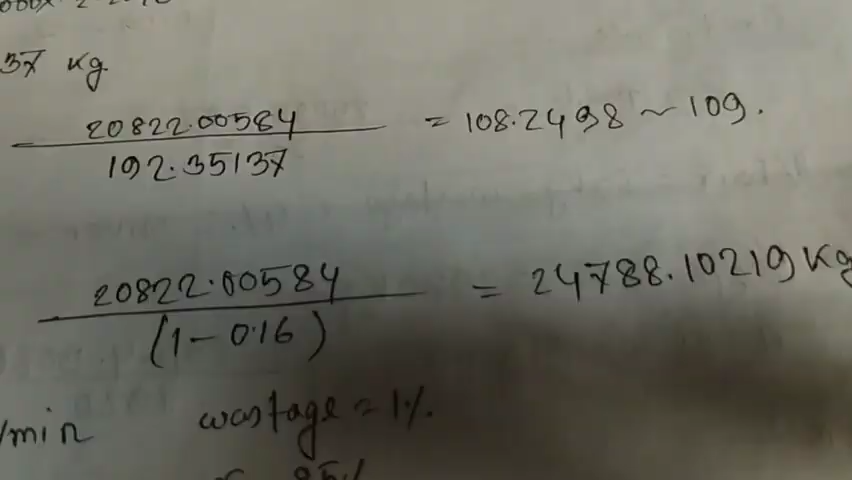 37 kg
20822.00584 = 108.2498 ~ 109.
192.35137
20822.00584 = 24788.10219 kg
(1-0.16)
/min wastage = 1%.
85%